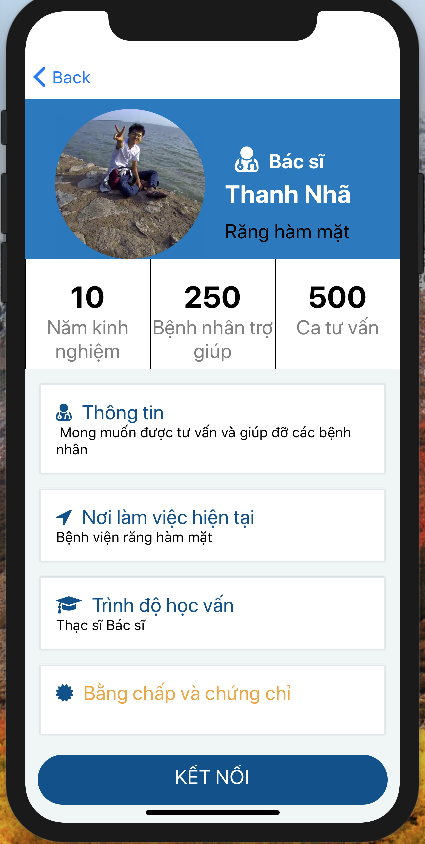 Back
Bác sĩ
Thanh Nhã
Răng hàm mặt
10
Năm kinh
nghiệm
250
Bệnh nhân trợ
giúp
500
Ca tư vấn
Thông tin
Mong muốn được tư vấn và giúp đỡ các bệnh
nhân
Nơi làm việc hiện tại
Bệnh viện răng hàm mặt
Trình độ học vấn
Thạc sĩ Bác sĩ
Bằng chấp và chứng chỉ
KẾT NỐI